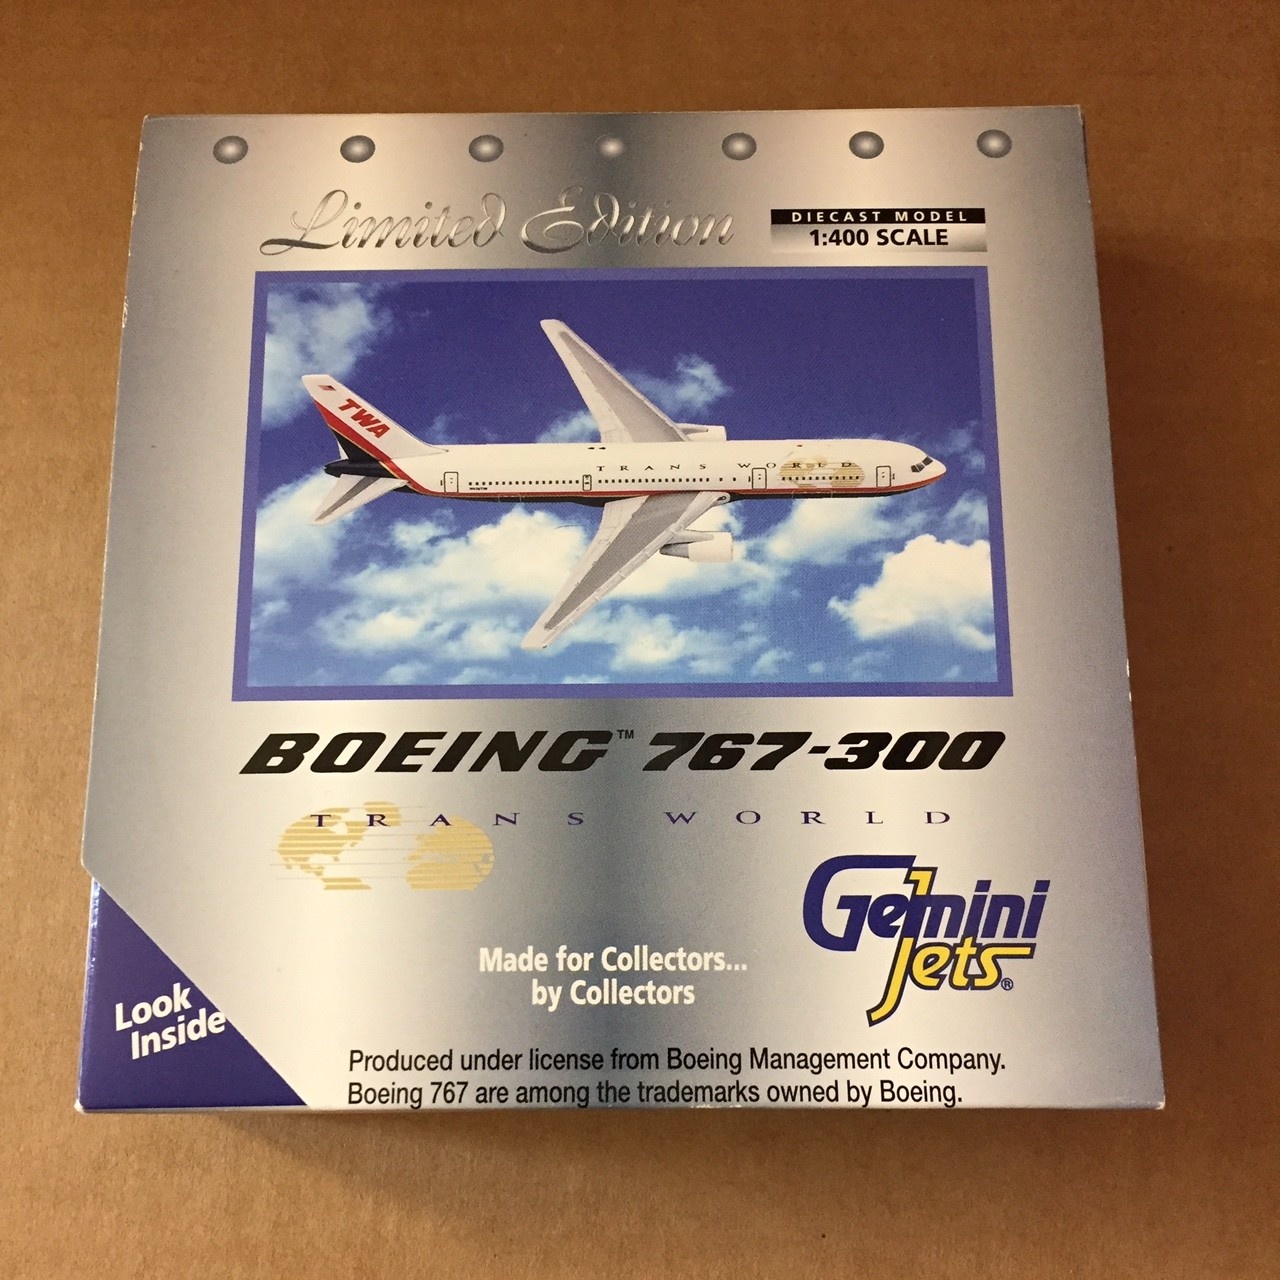 Limited Edition
DIECAST MODEL
1:400 SCALE
TWA
TRANS WORLD
BOEING™ 767-300
TRANS WORLD
Gemini
Jets®
Made for Collectors...
by Collectors
Look
Inside
Produced under license from Boeing Management Company.
Boeing 767 are among the trademarks owned by Boeing.